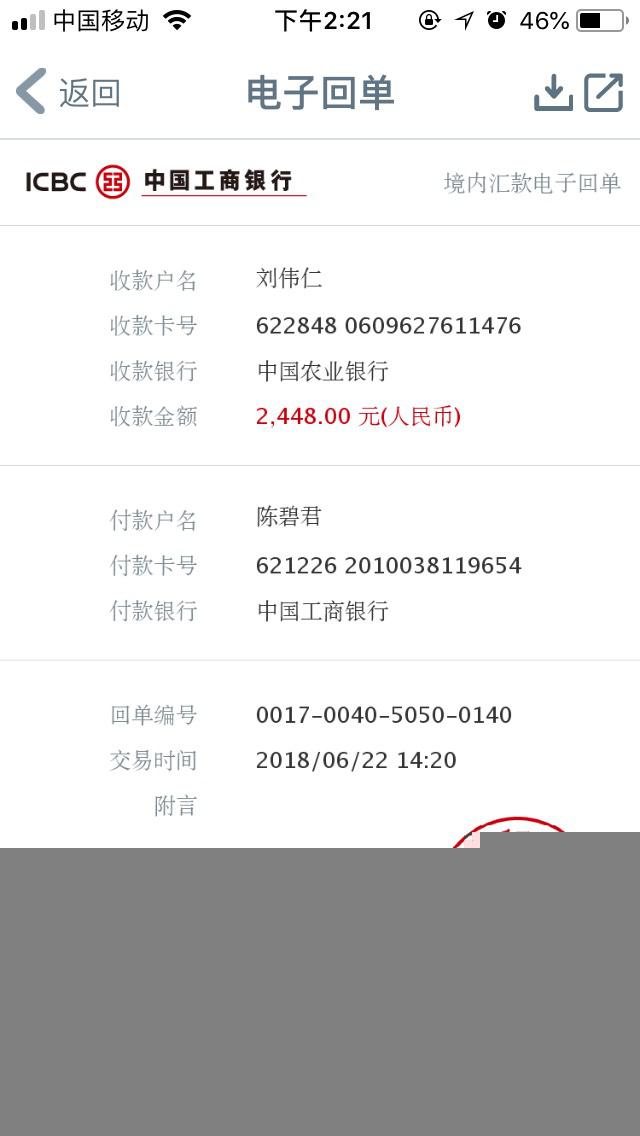 中国移动 下午2:21 46%
返回 电子回单
ICBC 中国工商银行 境内汇款电子回单
收款户名 刘伟仁
收款卡号 622848 0609627611476
收款银行 中国农业银行
收款金额 2,448.00 元(人民币)
付款户名 陈碧君
付款卡号 621226 2010038119654
付款银行 中国工商银行
回单编号 0017-0040-5050-0140
交易时间 2018/06/22 14:20
附言